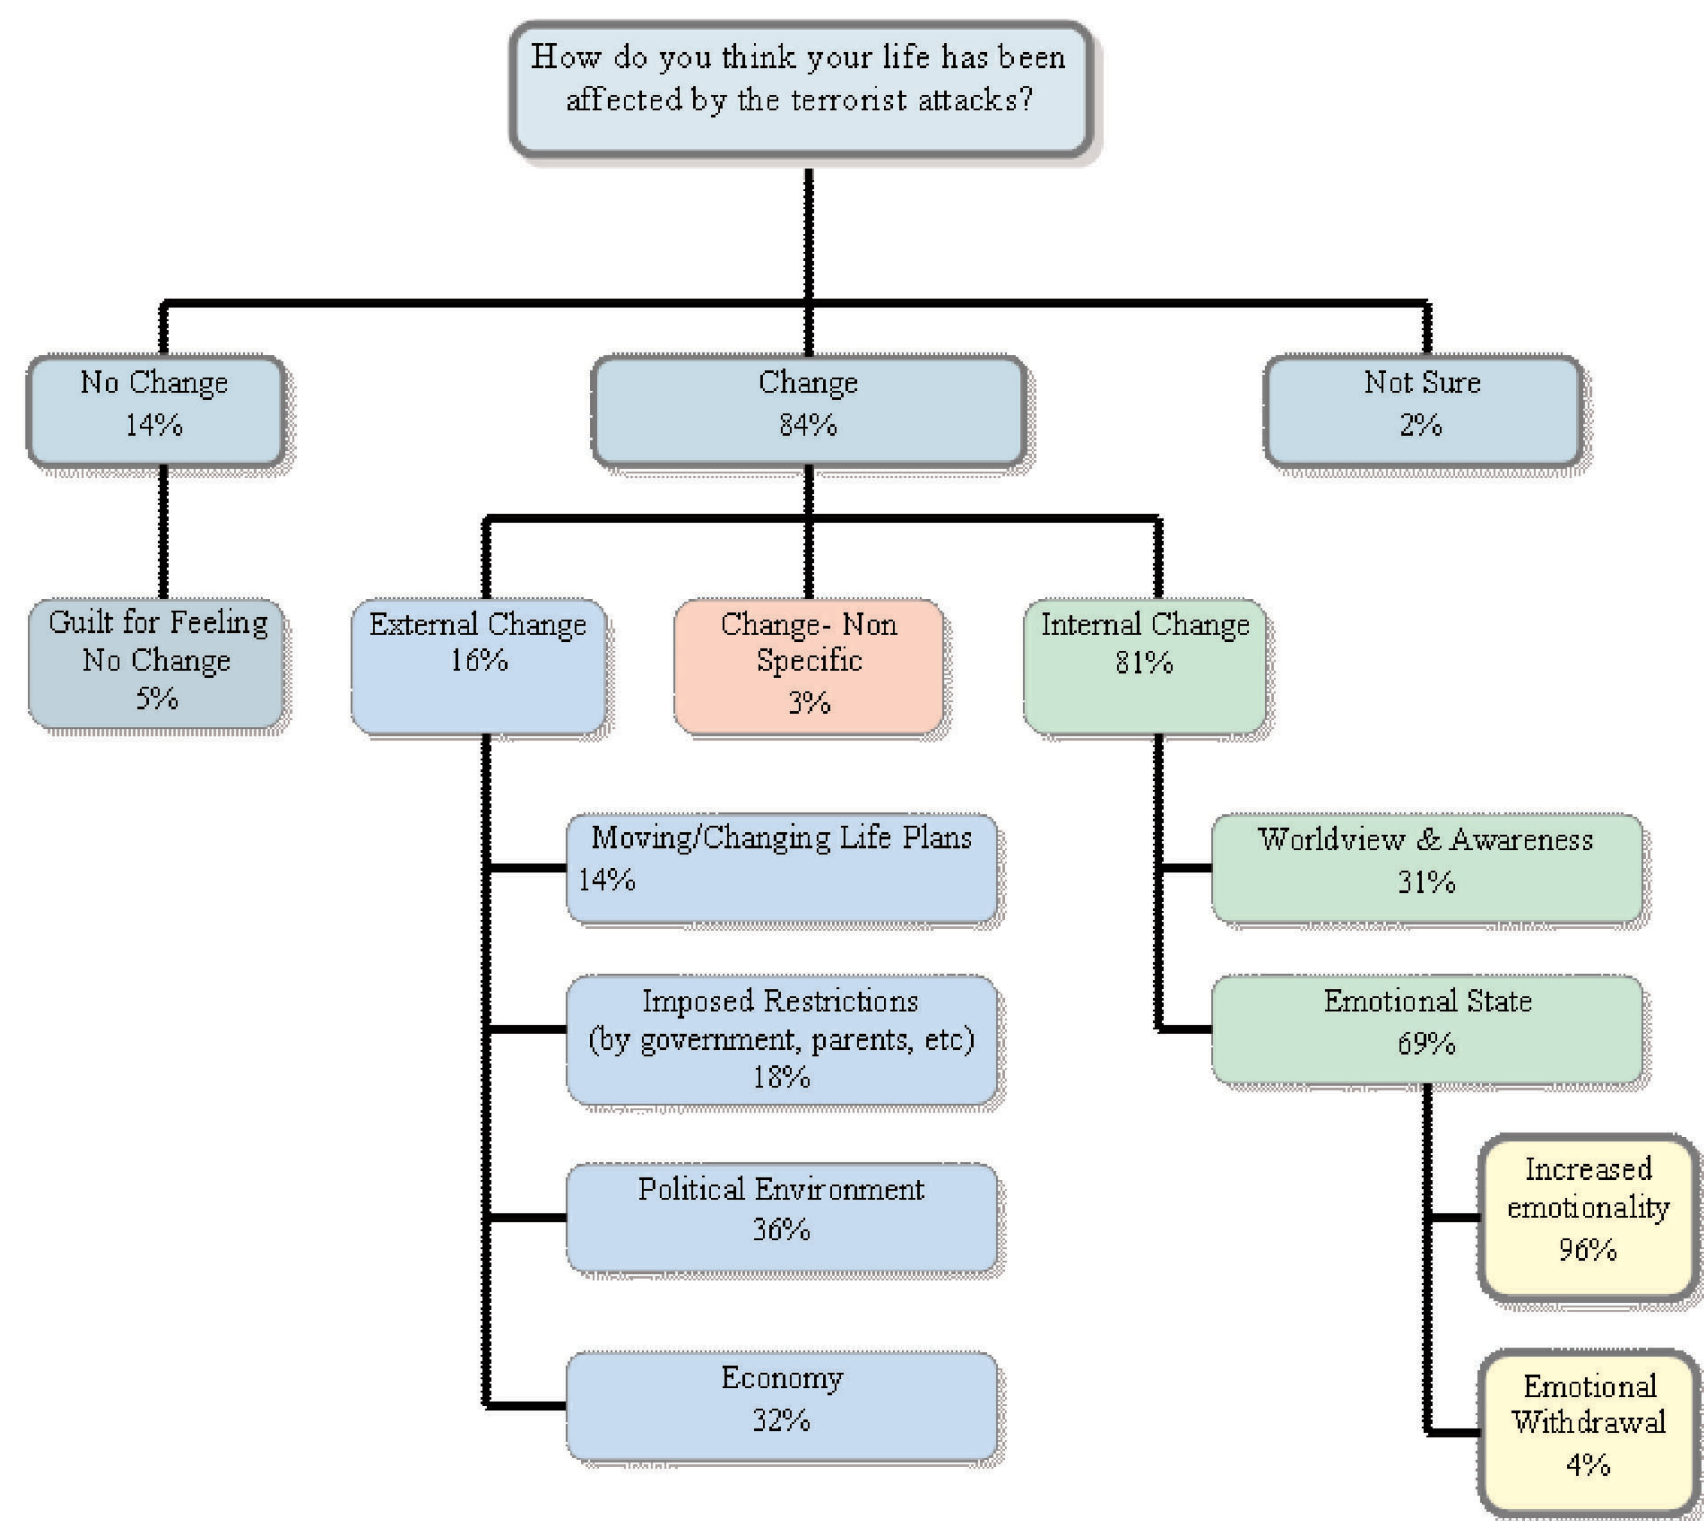 How do you think your life has been
affected by the terrorist attacks?
No Change
14%
Change
84%
Not Sure
2%
Guilt for Feeling
No Change
5%
External Change
16%
Change- Non
Specific
3%
Internal Change
81%
Moving/Changing Life Plans
14%
Imposed Restrictions
(by government, parents, etc)
18%
Political Environment
36%
Economy
32%
Worldview & Awareness
31%
Emotional State
69%
Increased
emotionality
96%
Emotional
Withdrawal
4%